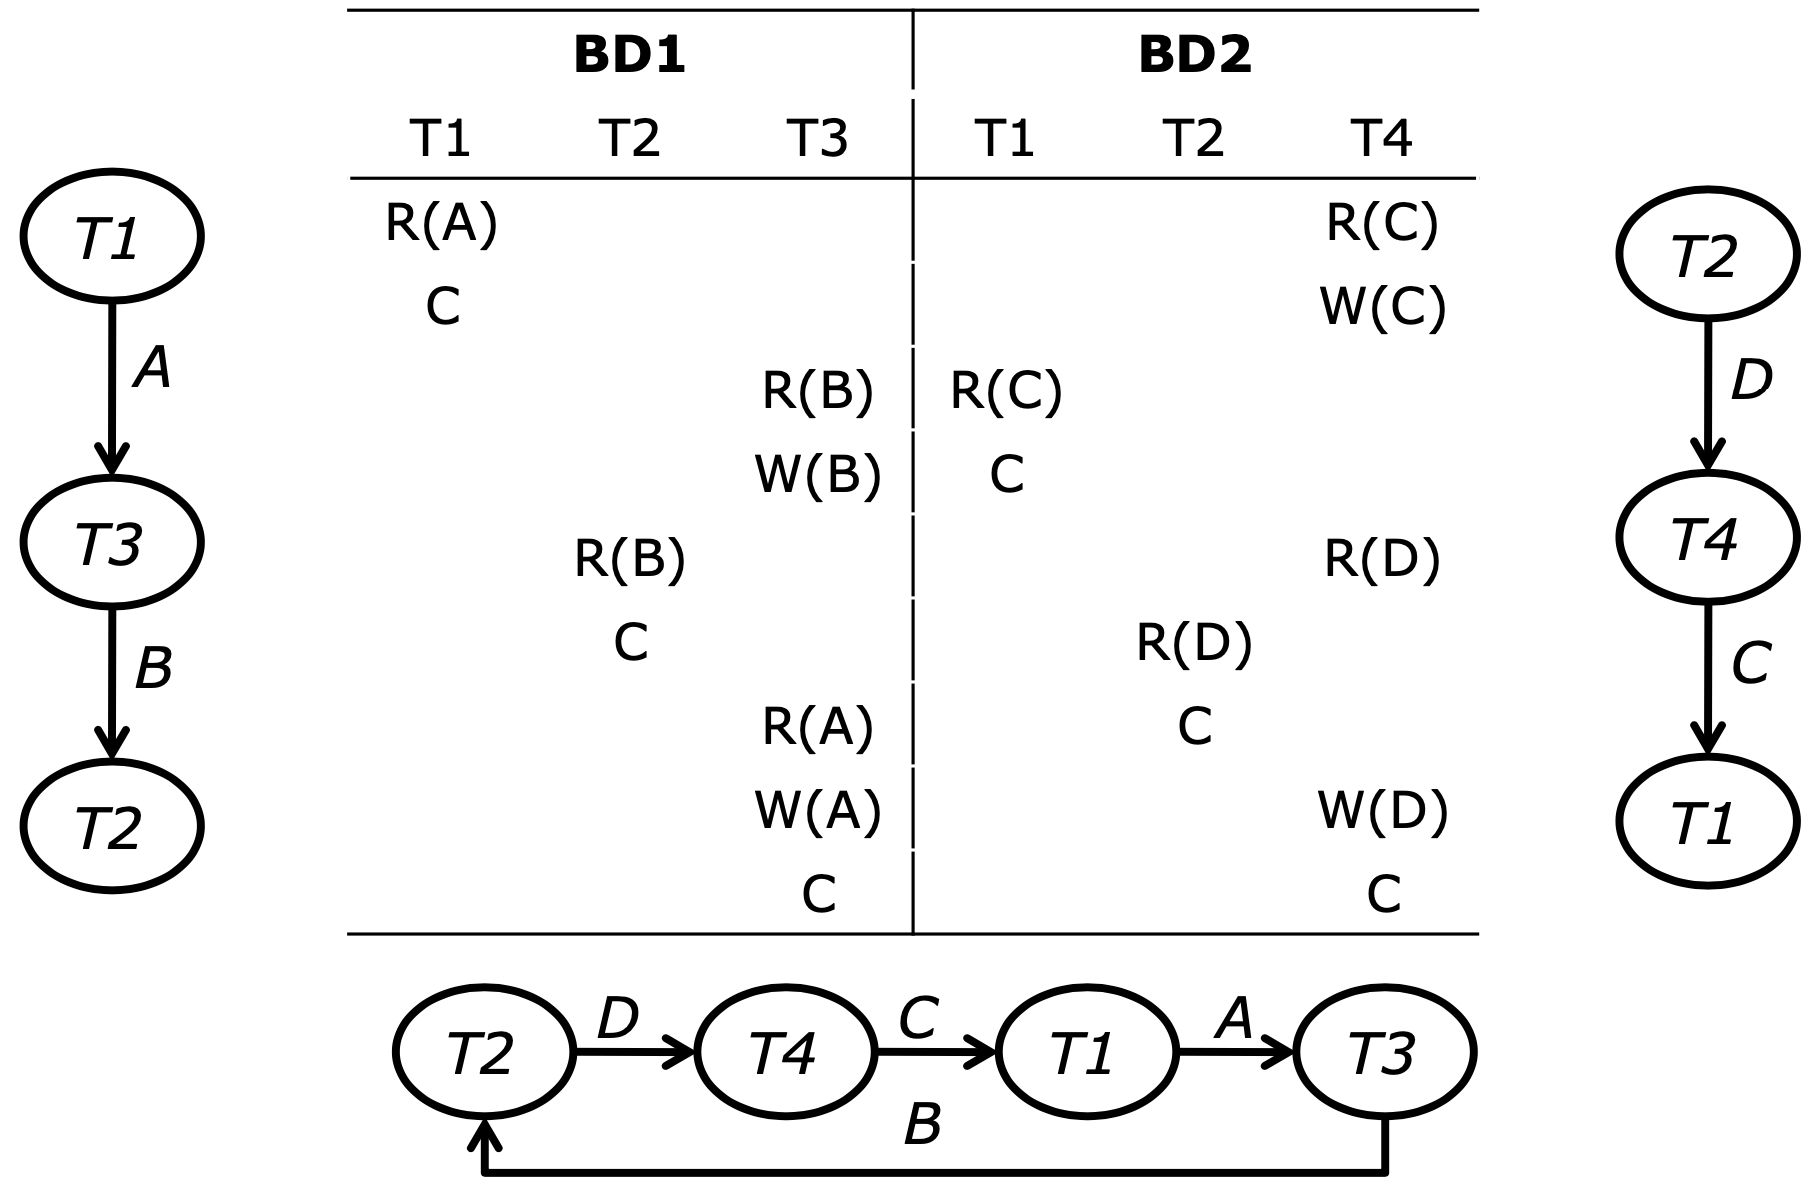 BD1 BD2
T1 T2 T3 T1 T2 T4
R(A) R(C)
C W(C)
R(B) R(C)
W(B) C
R(B) R(D)
C R(D)
R(A) C
W(A) W(D)
C C
T1
A
T3
B
T2
T2
D
T4
C
T1
T2 D T4 C T1 A T3
B